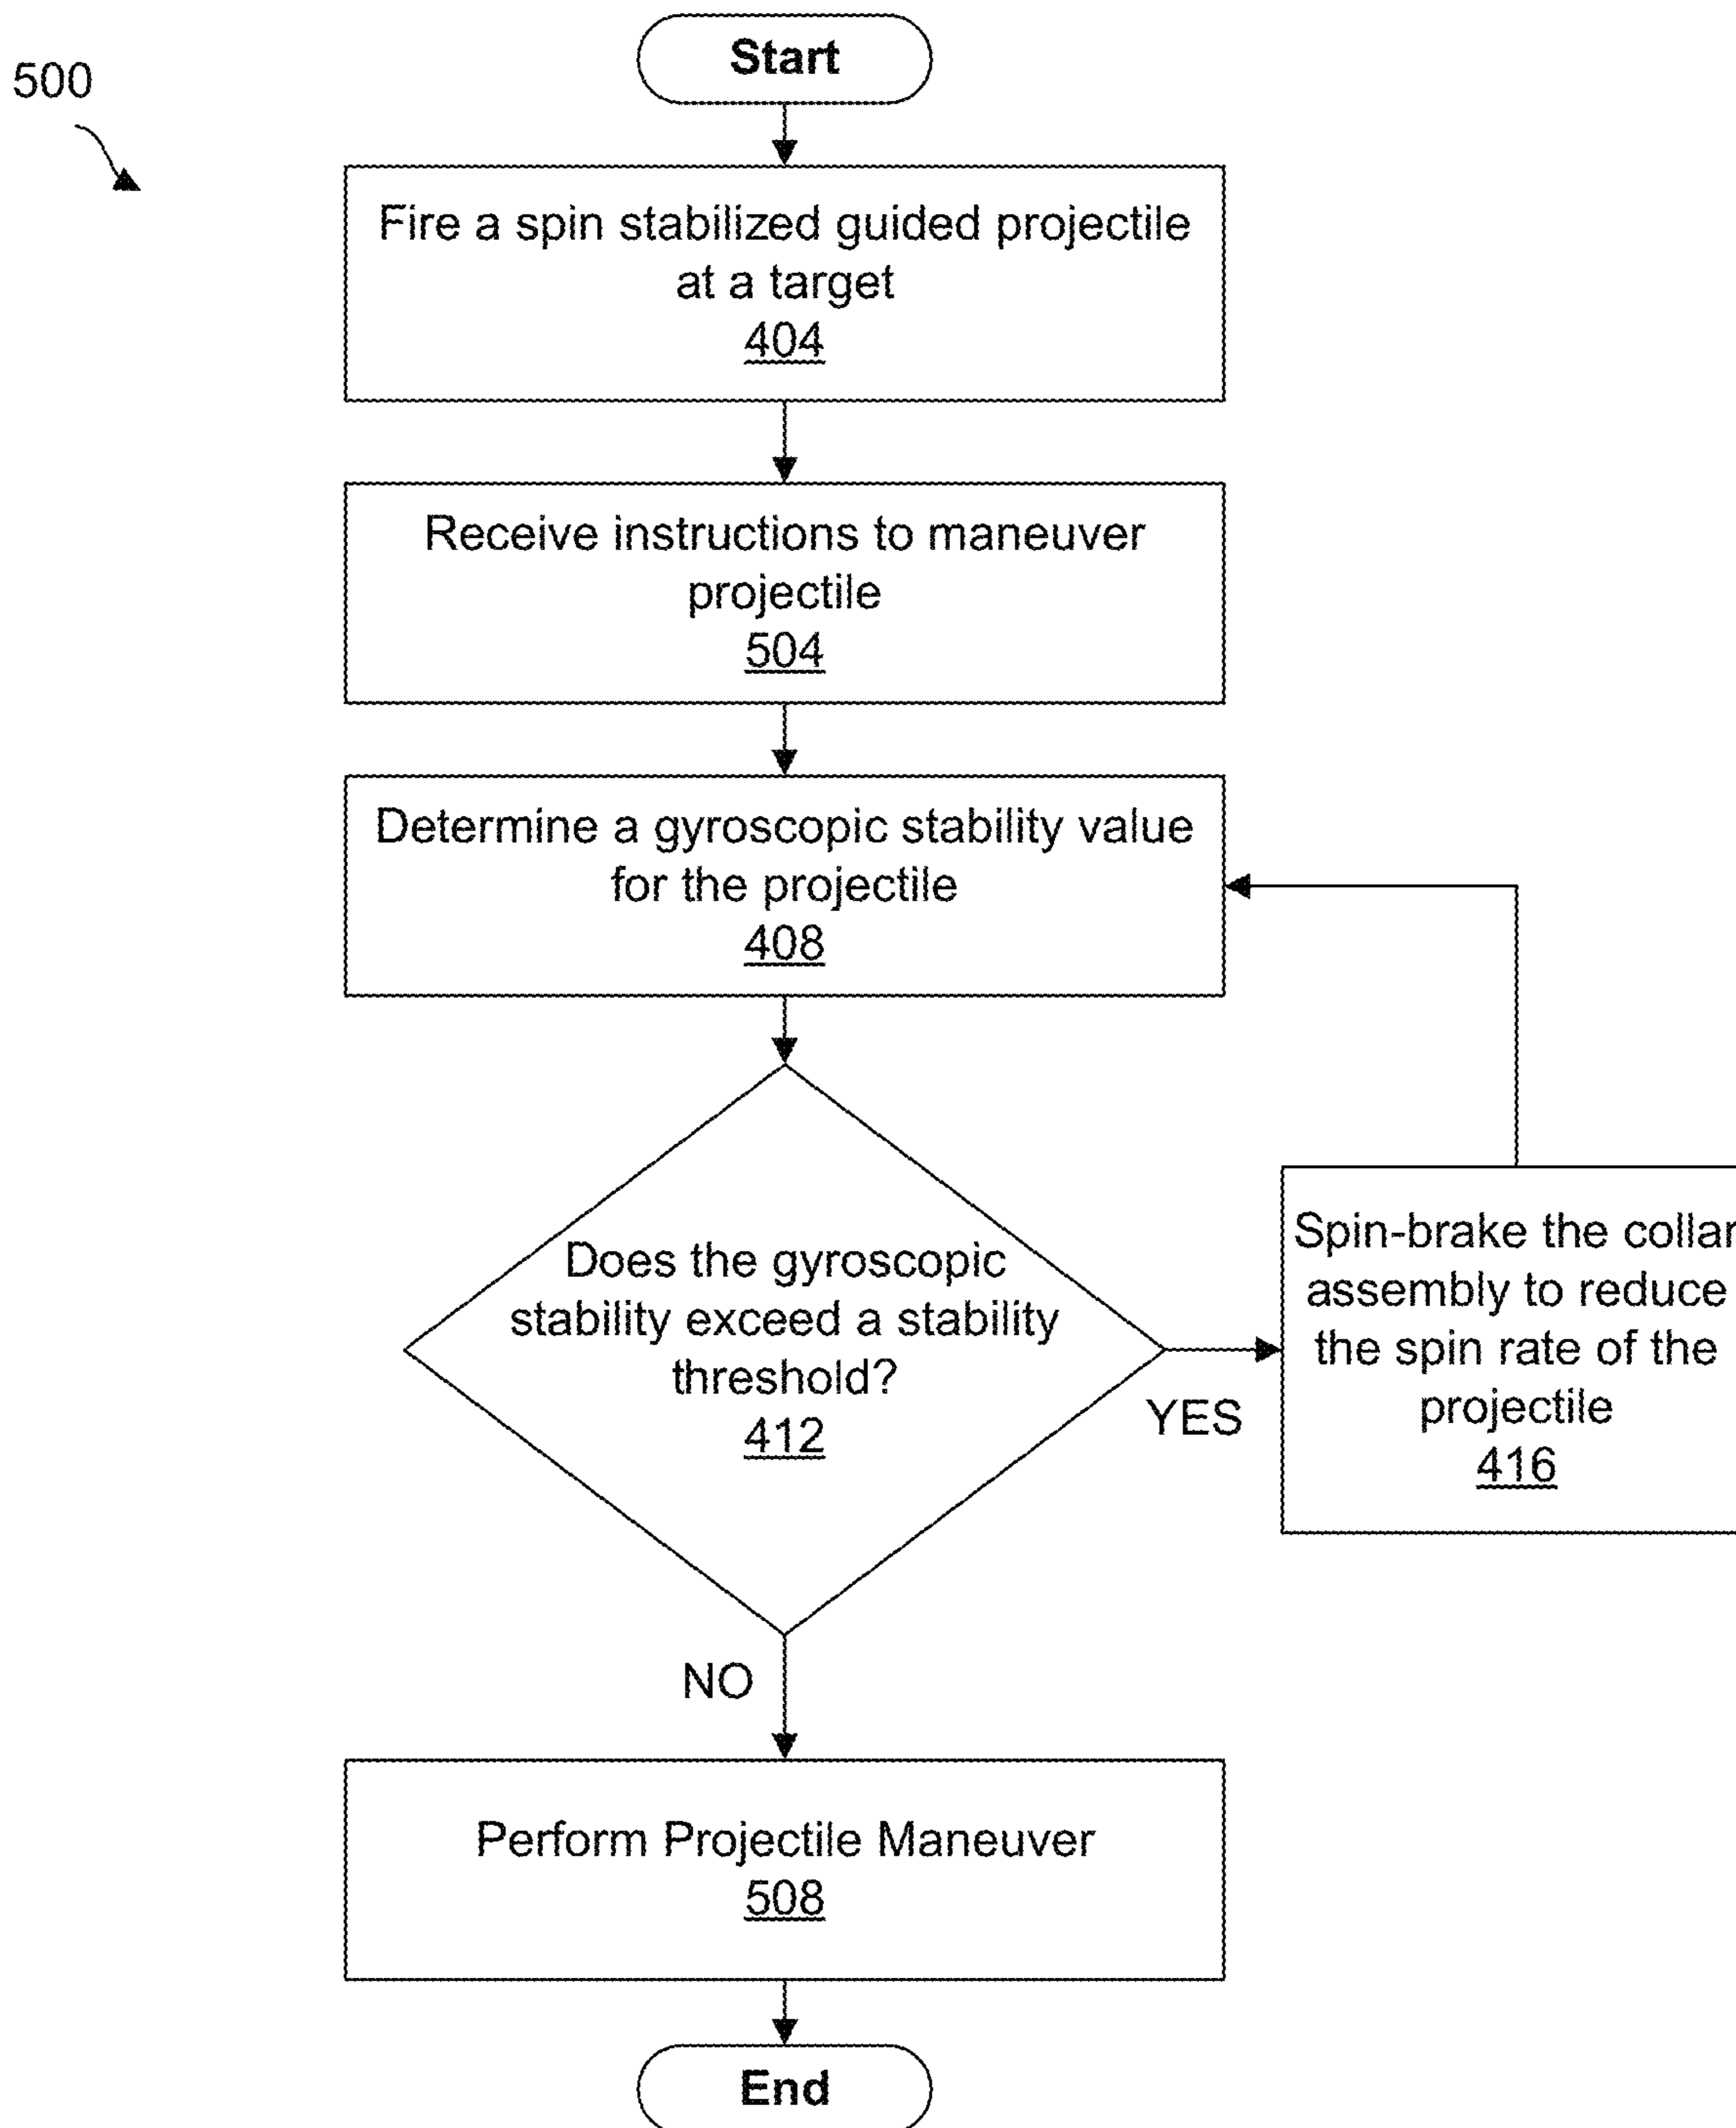 500
Start
Fire a spin stabilized guided projectile
at a target
404
Receive instructions to maneuver
projectile
504
Determine a gyroscopic stability value
for the projectile
408
Does the gyroscopic
stability exceed a stability
threshold?
412
YES
Spin-brake the collar
assembly to reduce
the spin rate of the
projectile
416
NO
Perform Projectile Maneuver
508
End